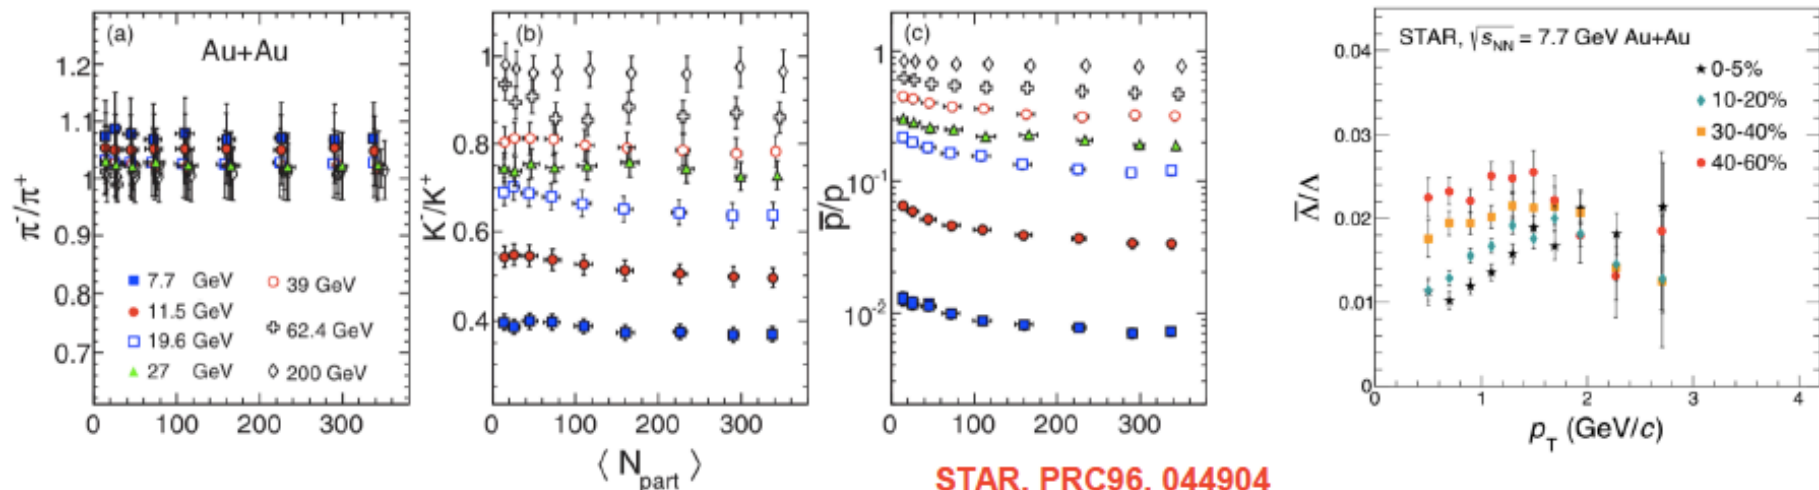 (a)
Au+Au
π⁻/π⁺
1.2
1.1
1
0.9
0.8
0.7
7.7 GeV
11.5 GeV
19.6 GeV
27 GeV
39 GeV
62.4 GeV
200 GeV
0 100 200 300
(b)
K⁻/K⁺
1
0.8
0.6
0.4
0 100 200 300
⟨ N_part ⟩
(c)
p̅/p
1
10⁻¹
10⁻²
0 100 200 300
STAR, PRC96, 044904
STAR, √s_NN = 7.7 GeV Au+Au
0-5%
10-20%
30-40%
40-60%
Λ̅/Λ
0.04
0.03
0.02
0.01
0
0 1 2 3 4
p_T (GeV/c)